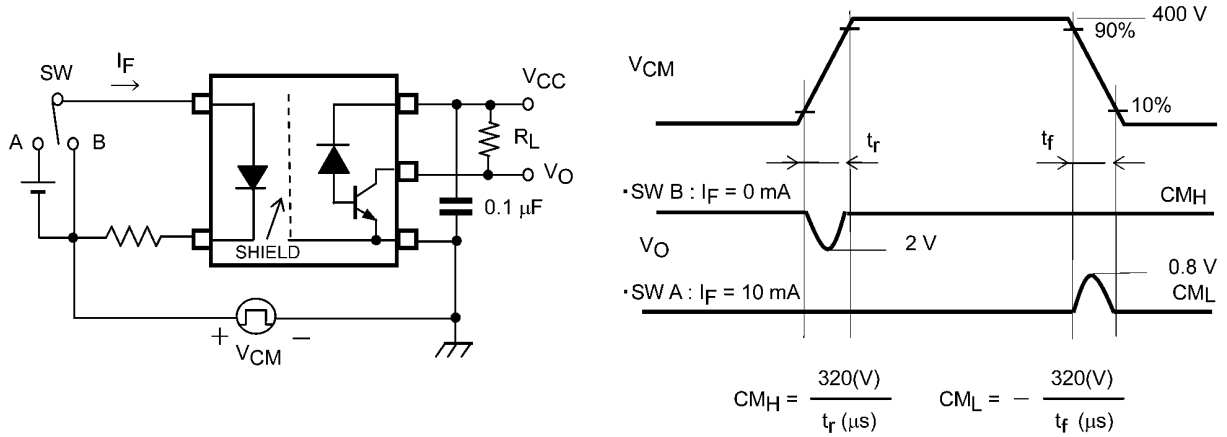 SW
IF
→
A
B
SHIELD
VCC
RL
VO
0.1 μF
+ −
VCM
VCM
400 V
90%
10%
tr
tf
·SW B : IF = 0 mA
CMH
VO
2 V
0.8 V
·SW A : IF = 10 mA
CML
CMH = 320(V) / tr (μs)
CML = − 320(V) / tf (μs)